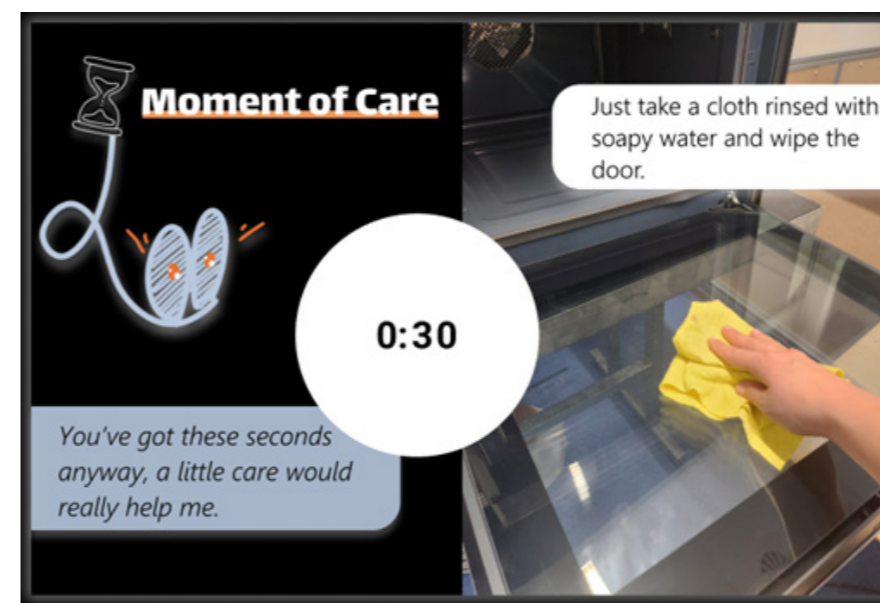 Moment of Care
Just take a cloth rinsed with
soapy water and wipe the
door.
0:30
You've got these seconds
anyway, a little care would
really help me.